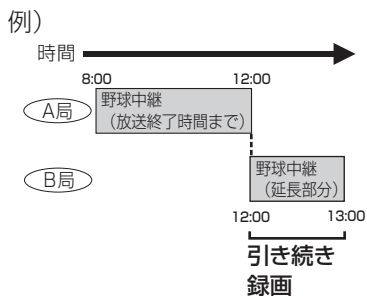 例）
時間
8:00 12:00
A局
野球中継
（放送終了時間まで）
B局
野球中継
（延長部分）
12:00 13:00
引き続き
録画